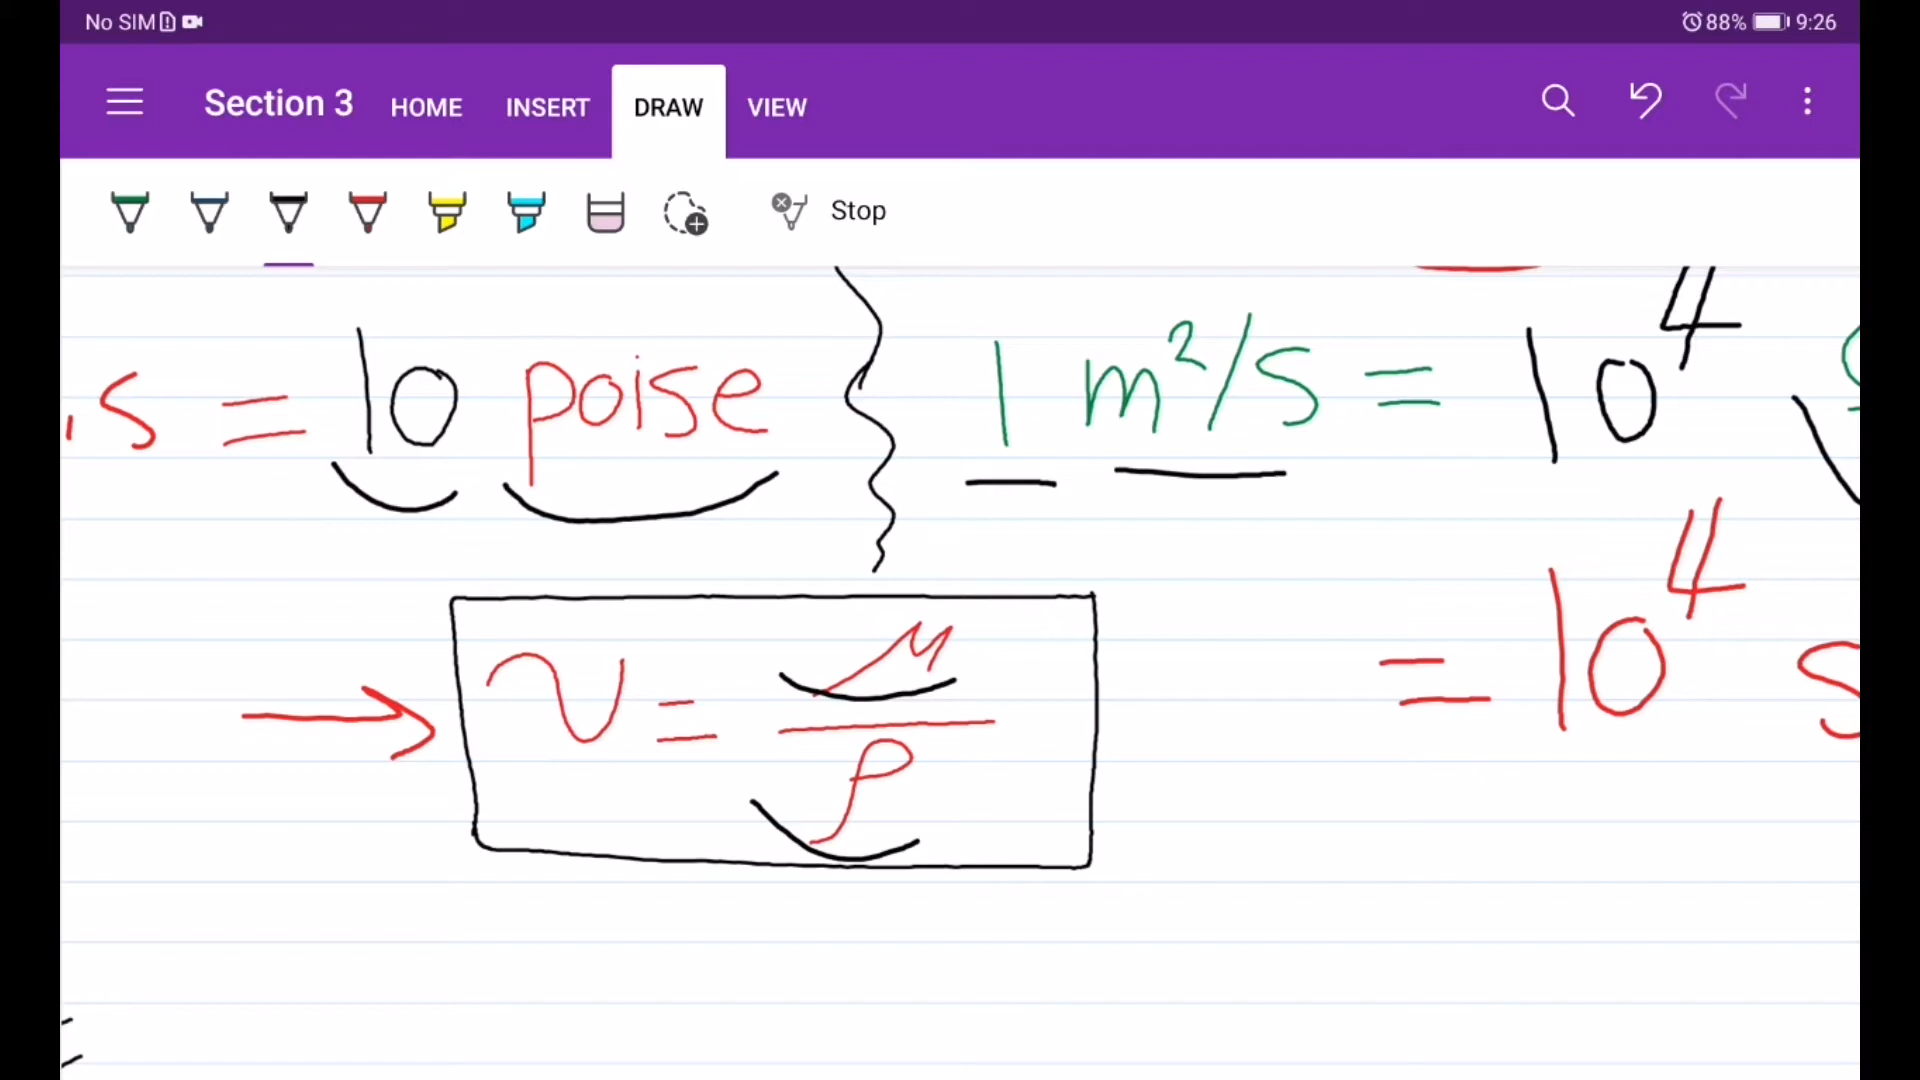 No SIM 88% 9:26
Section 3 HOME INSERT DRAW VIEW
Stop
.s = 10 poise
1 m²/s = 10⁴
= 10⁴ s
→ ν = μ/ρ